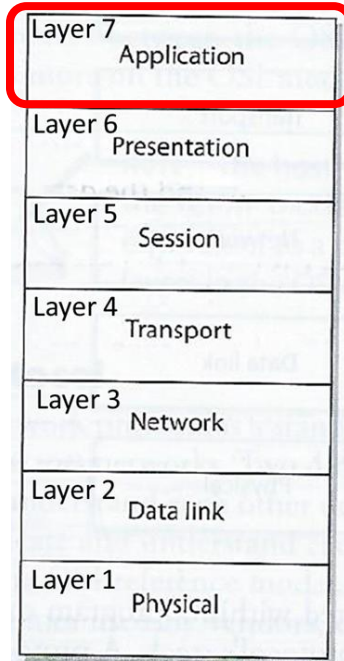 Layer 7
Application
Layer 6
Presentation
Layer 5
Session
Layer 4
Transport
Layer 3
Network
Layer 2
Data link
Layer 1
Physical